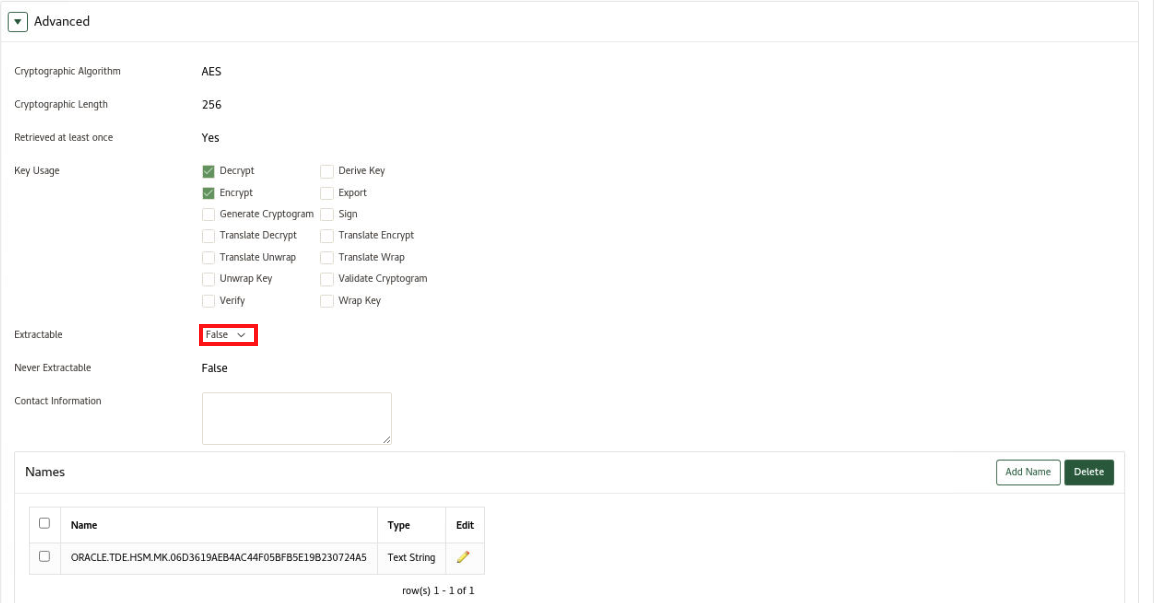 Advanced
Cryptographic Algorithm AES
Cryptographic Length 256
Retrieved at least once Yes
Key Usage Decrypt Derive Key
Encrypt Export
Generate Cryptogram Sign
Translate Decrypt Translate Encrypt
Translate Unwrap Translate Wrap
Unwrap Key Validate Cryptogram
Verify Wrap Key
Extractable False
Never Extractable False
Contact Information
Names Add Name Delete
Name Type Edit
ORACLE.TDE.HSM.MK.06D3619AEB4AC44F05BFB5E19B230724A5 Text String
row(s) 1 - 1 of 1